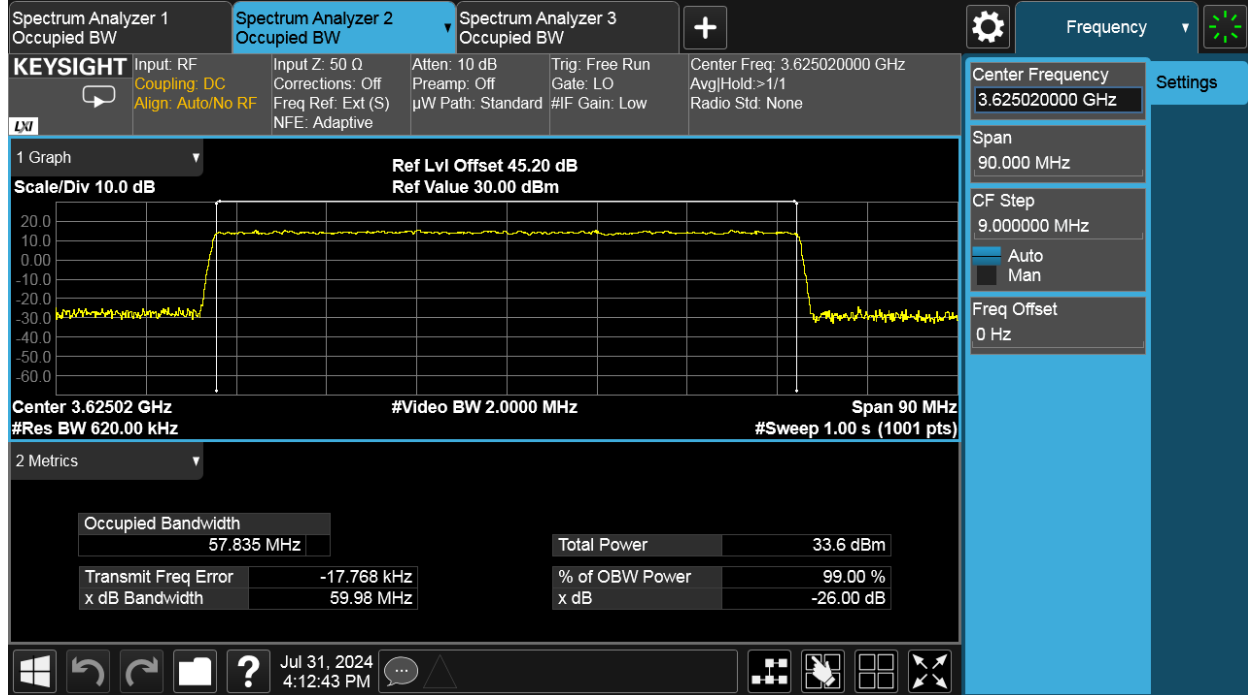 Spectrum Analyzer 1
Occupied BW
Spectrum Analyzer 2
Occupied BW
Spectrum Analyzer 3
Occupied BW
+
Frequency
KEYSIGHT
LXI
Input: RF
Coupling: DC
Align: Auto/No RF
Input Z: 50 Ω
Corrections: Off
Freq Ref: Ext (S)
NFE: Adaptive
Atten: 10 dB
Preamp: Off
µW Path: Standard
Trig: Free Run
Gate: LO
#IF Gain: Low
Center Freq: 3.625020000 GHz
Avg|Hold:>1/1
Radio Std: None
Center Frequency
3.625020000 GHz
Settings
Span
90.000 MHz
CF Step
9.000000 MHz
Auto
Man
Freq Offset
0 Hz
1 Graph
Scale/Div 10.0 dB
Ref Lvl Offset 45.20 dB
Ref Value 30.00 dBm
20.0
10.0
0.00
-10.0
-20.0
-30.0
-40.0
-50.0
-60.0
Center 3.62502 GHz
#Video BW 2.0000 MHz
Span 90 MHz
#Res BW 620.00 kHz
#Sweep 1.00 s (1001 pts)
2 Metrics
Occupied Bandwidth
57.835 MHz
Total Power 33.6 dBm
Transmit Freq Error -17.768 kHz
% of OBW Power 99.00 %
x dB Bandwidth 59.98 MHz
x dB -26.00 dB
?
Jul 31, 2024
4:12:43 PM